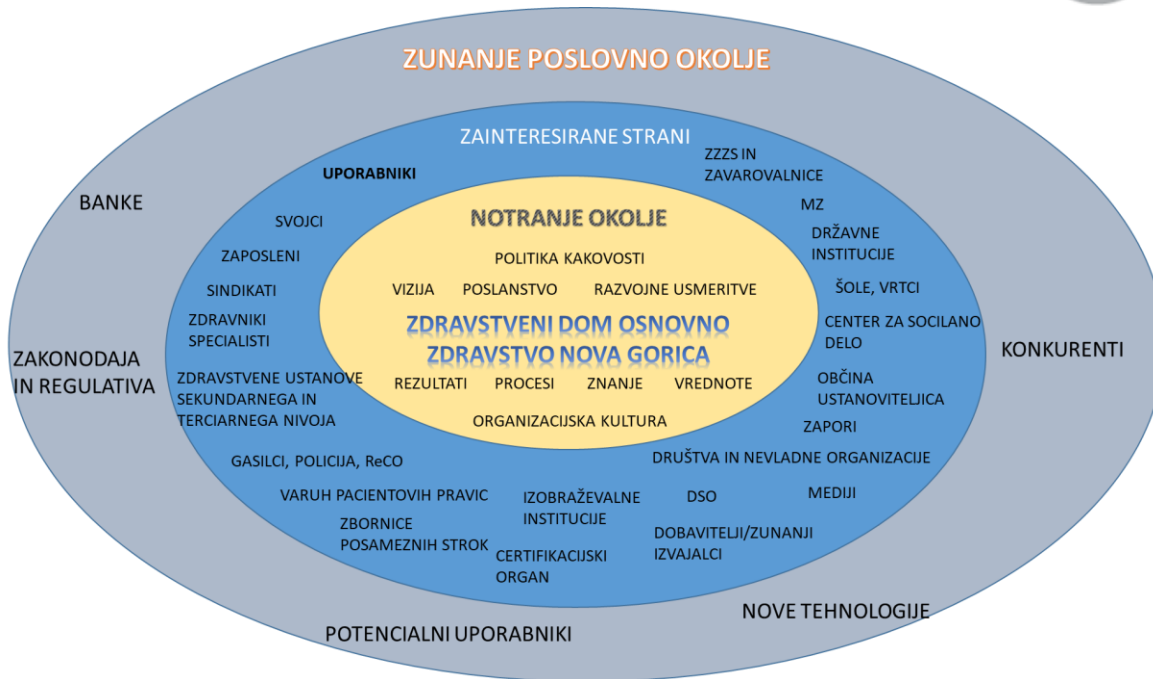 ZUNANJE POSLOVNO OKOLJE
ZAINTERESIRANE STRANI
UPORABNIKI
ZZZS IN
ZAVAROVALNICE
BANKE
SVOJCI
MZ
NOTRANJE OKOLJE
DRŽAVNE
INSTITUCIJE
ZAPOSLENI
POLITIKA KAKOVOSTI
SINDIKATI
VIZIJA
POSLANSTVO
RAZVOJNE USMERITVE
ŠOLE, VRTCI
ZDRAVNIKI
SPECIALISTI
ZDRAVSTVENI DOM OSNOVNO
ZDRAVSTVO NOVA GORICA
CENTER ZA SOCILANO
DELO
ZAKONODAJA
IN REGULATIVA
KONKURENTI
ZDRAVSTVENE USTANOVE
SEKUNDARNEGA IN
TERCIARNEGA NIVOJA
REZULTATI
PROCESI
ZNANJE
VREDNOTE
OBČINA
USTANOVITELJICA
ORGANIZACIJSKA KULTURA
ZAPORI
GASILCI, POLICIJA, ReCO
DRUŠTVA IN NEVLADNE ORGANIZACIJE
VARUH PACIENTOVIH PRAVIC
IZOBRAŽEVALNE
INSTITUCIJE
DSO
MEDIJI
ZBORNICE
POSAMEZNIH STROK
CERTIFIKACIJSKI
ORGAN
DOBAVITELJI/ZUNANJI
IZVAJALCI
NOVE TEHNOLOGIJE
POTENCIALNI UPORABNIKI